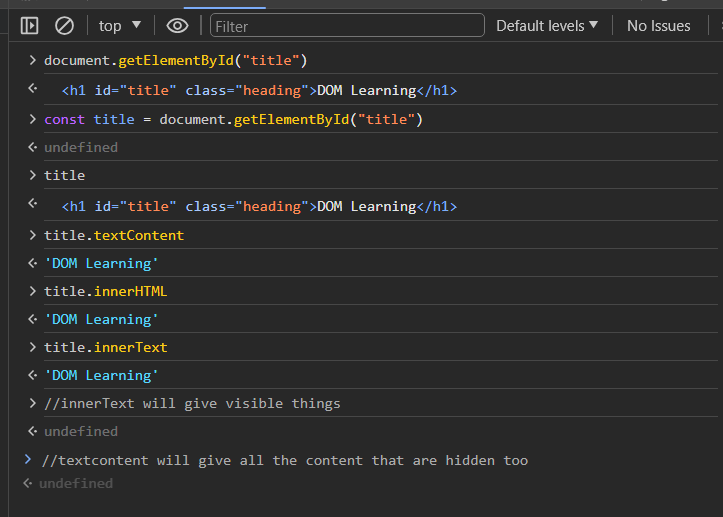 top Filter Default levels No Issues
document.getElementById("title")
<h1 id="title" class="heading">DOM Learning</h1>
const title = document.getElementById("title")
undefined
title
<h1 id="title" class="heading">DOM Learning</h1>
title.textContent
'DOM Learning'
title.innerHTML
'DOM Learning'
title.innerText
'DOM Learning'
//innerText will give visible things
undefined
//textcontent will give all the content that are hidden too
undefined